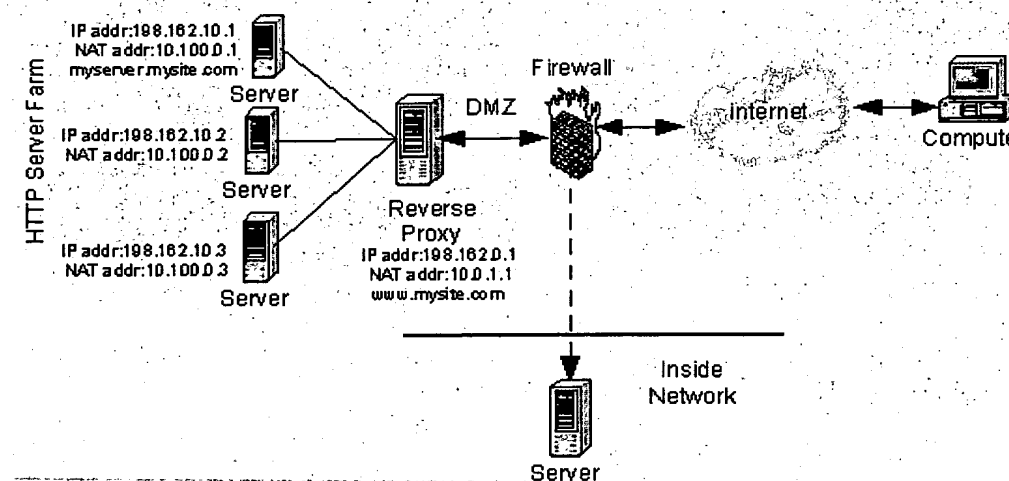 HTTP Server Farm
IP addr:198.162.10.1
NAT addr:10.100.0.1
myserver.mysite.com
Server
IP addr:198.162.10.2
NAT addr:10.100.0.2
Server
IP addr:198.162.10.3
NAT addr:10.100.0.3
Server
Reverse
Proxy
IP addr:198.162.0.1
NAT addr:10.0.1.1
www.mysite.com
DMZ
Firewall
internet
Compute
Inside
Network
Server